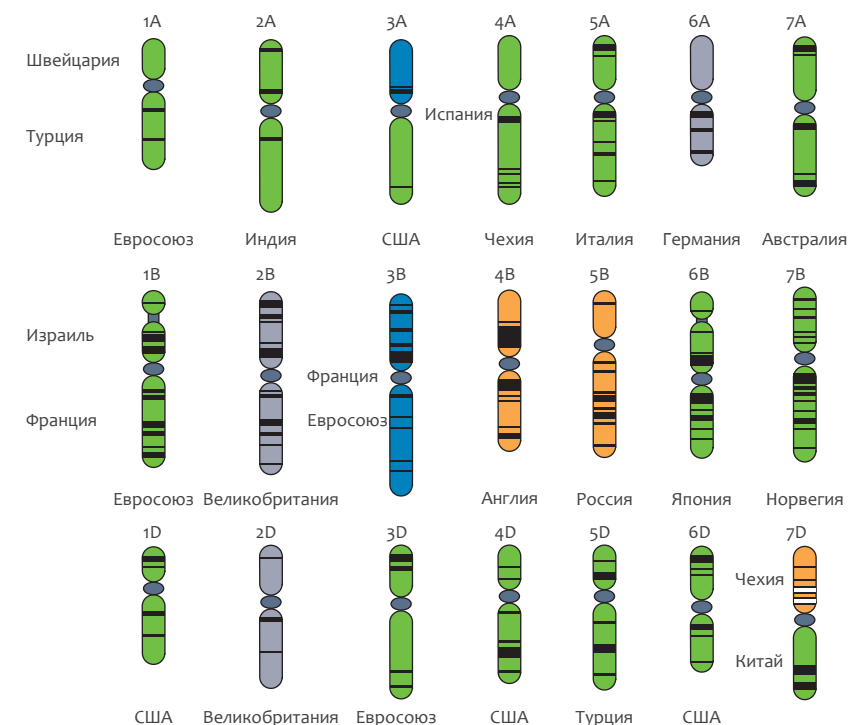 1A 2A 3A 4A 5A 6A 7A
Швейцария
Испания
Турция
Евросоюз Индия США Чехия Италия Германия Австралия
1B 2B 3B 4B 5B 6B 7B
Израиль
Франция
Франция Евросоюз
Евросоюз Великобритания Англия Россия Япония Норвегия
1D 2D 3D 4D 5D 6D 7D
Чехия
Китай
США Великобритания Евросоюз США Турция США